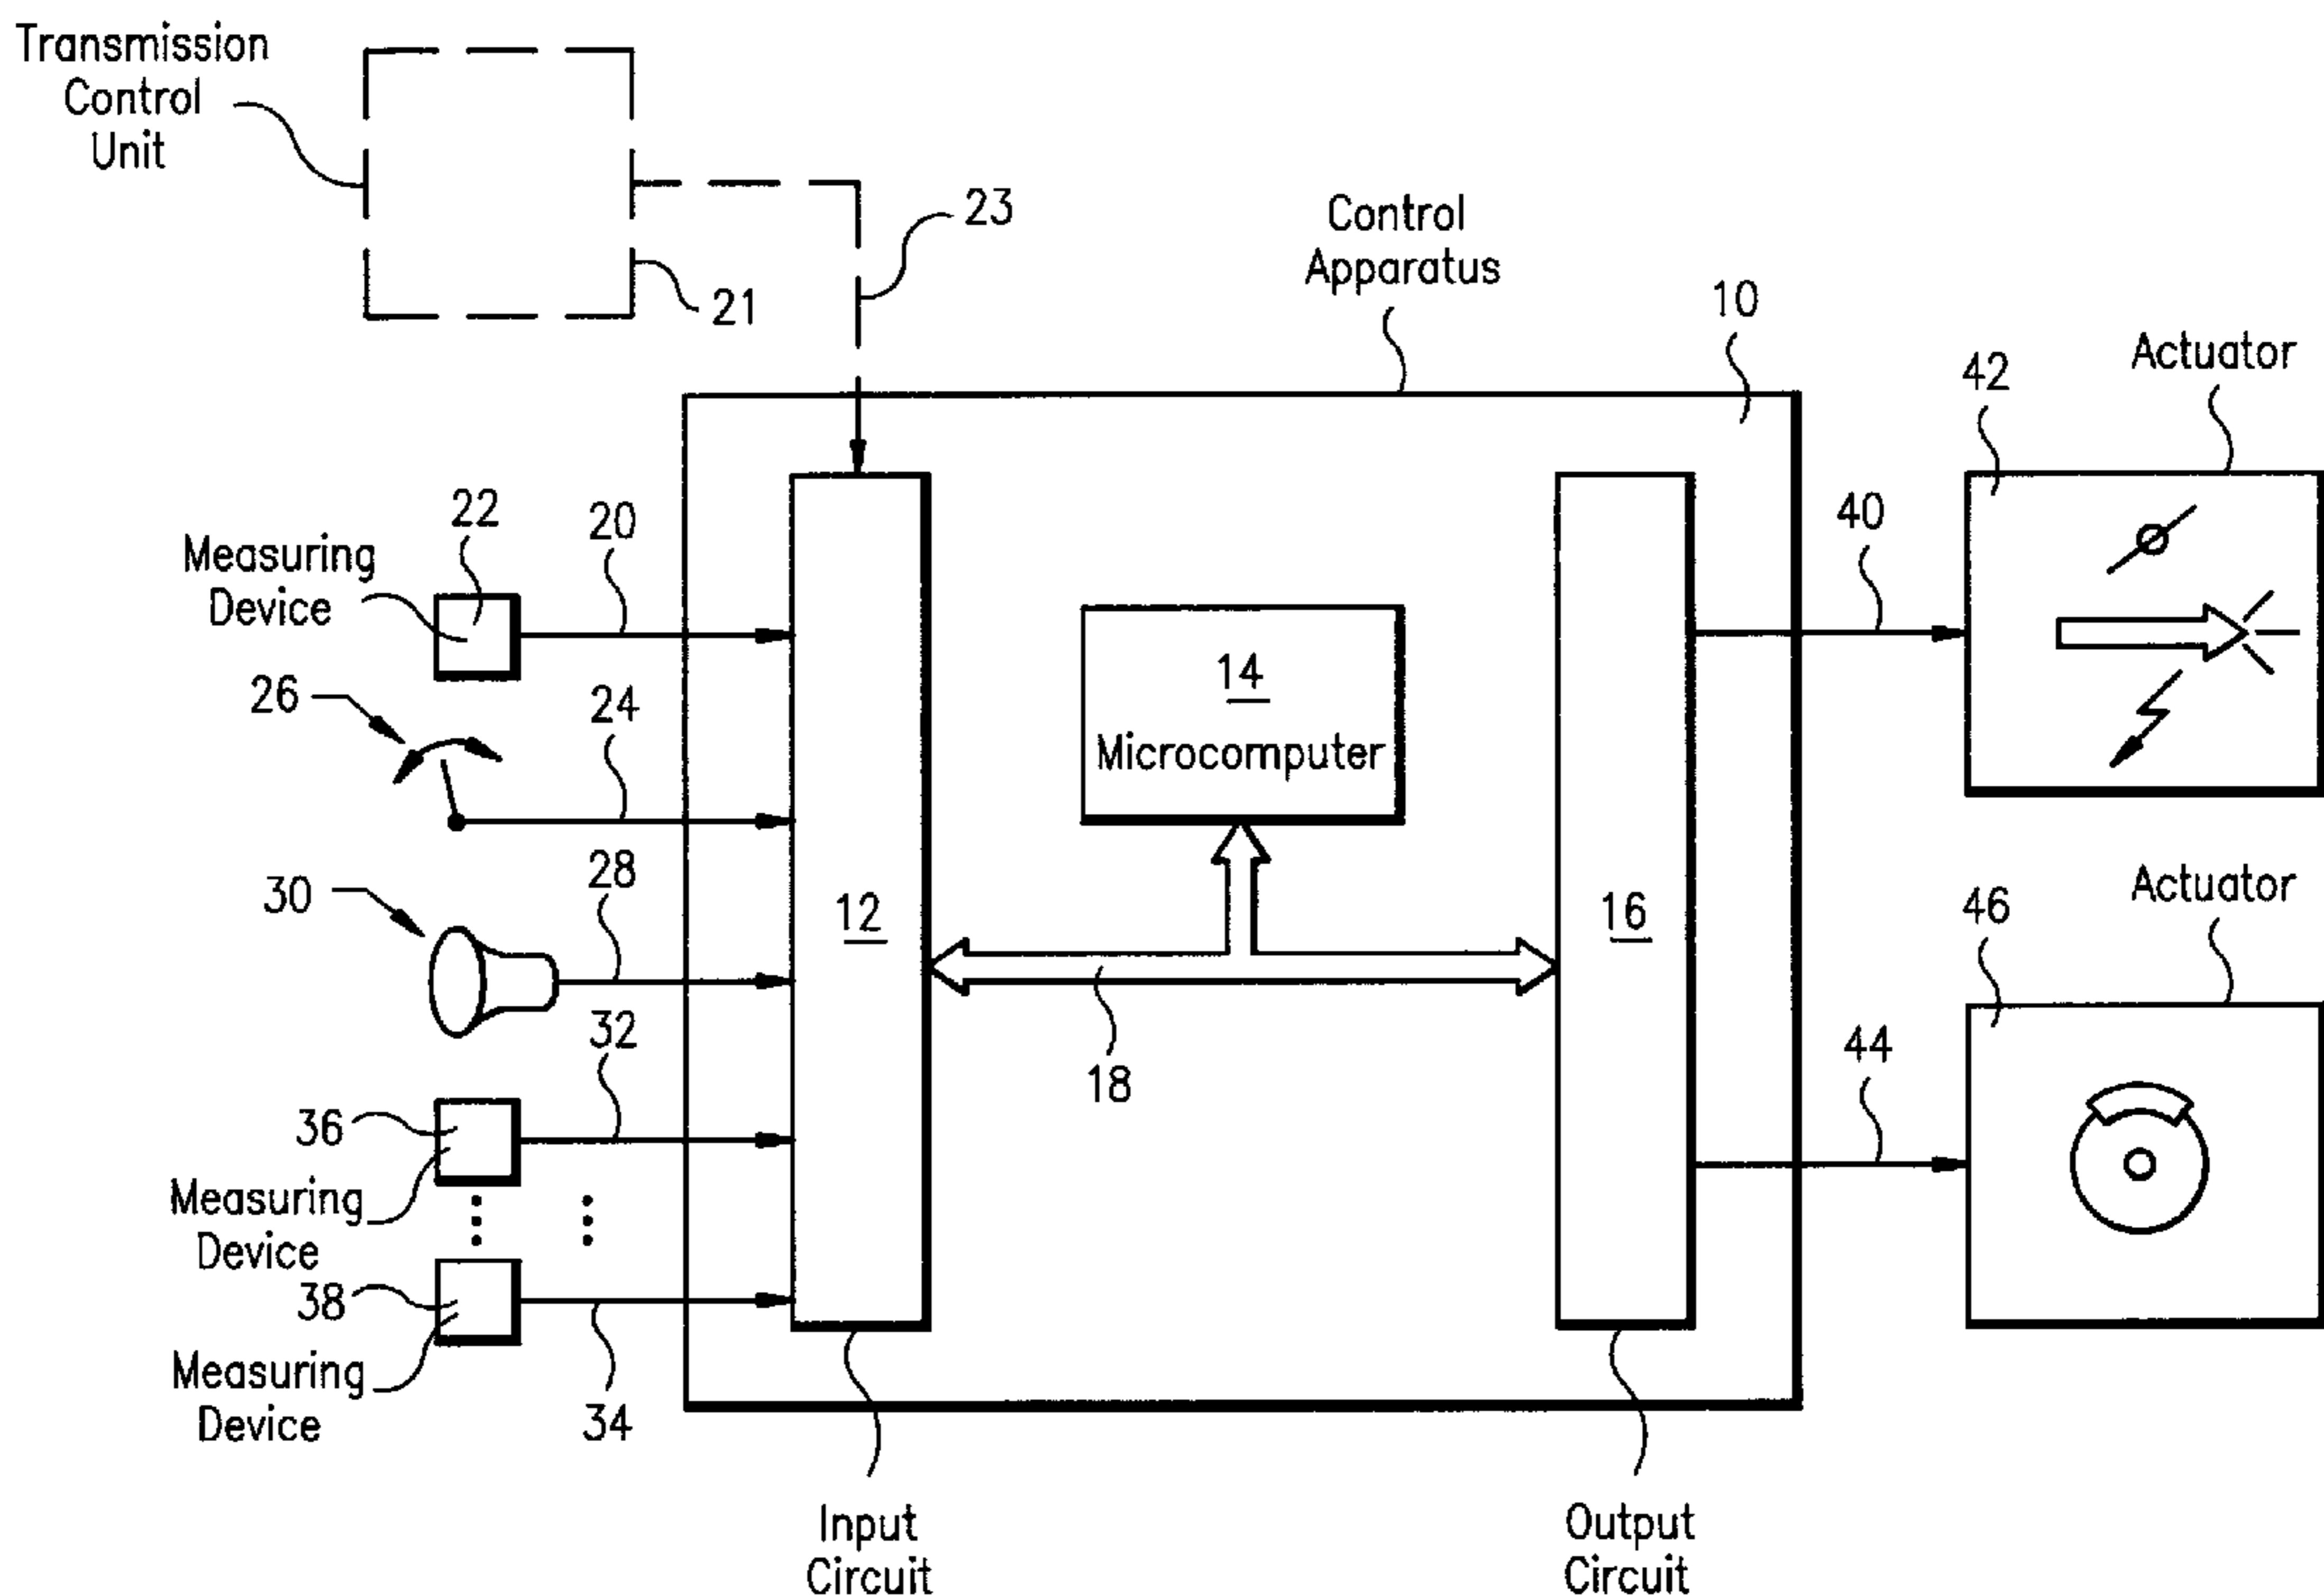 Transmission
Control
Unit
21
23
Control
Apparatus
10
42
Actuator
22
20
40
Measuring
Device
26
24
14
Microcomputer
30
28
12
16
46
Actuator
32
18
44
36
Measuring
Device
38
34
Measuring
Device
Input
Circuit
Output
Circuit